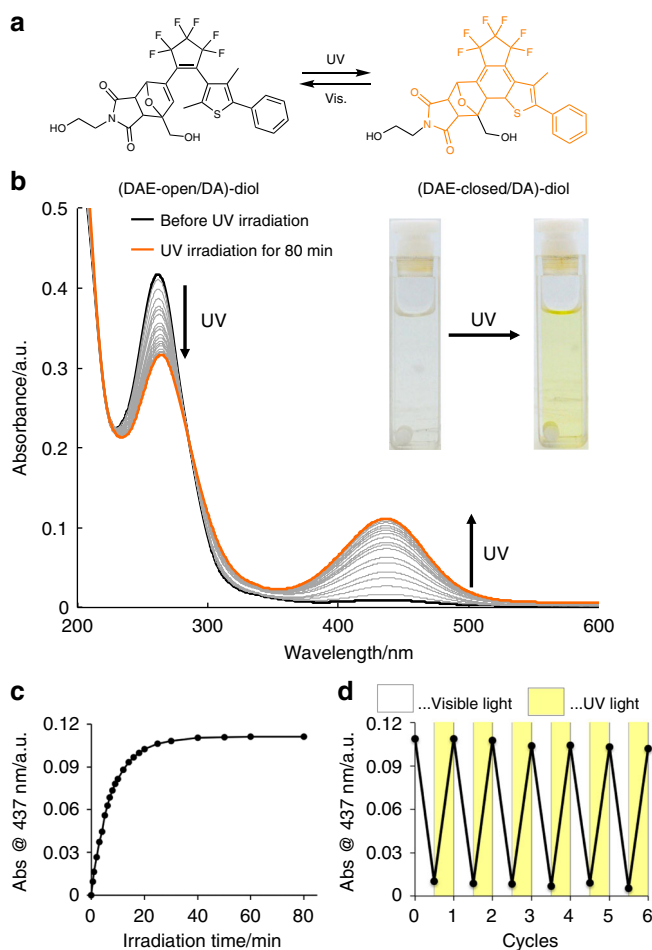 a
F F F F F F
UV
Vis.
F F F F F F
O N O O HO OH S
O N O O HO OH S
b
(DAE-open/DA)-diol
(DAE-closed/DA)-diol
0.5
0.4
0.3
0.2
0.1
0
Absorbance/a.u.
Before UV irradiation
UV irradiation for 80 min
UV
UV
UV
200 300 400 500 600
Wavelength/nm
c
0.12
0.09
0.06
0.03
0
Abs @ 437 nm/a.u.
0 20 40 60 80
Irradiation time/min
d
...Visible light
...UV light
0.12
0.09
0.06
0.03
0
Abs @ 437 nm/a.u.
0 1 2 3 4 5 6
Cycles